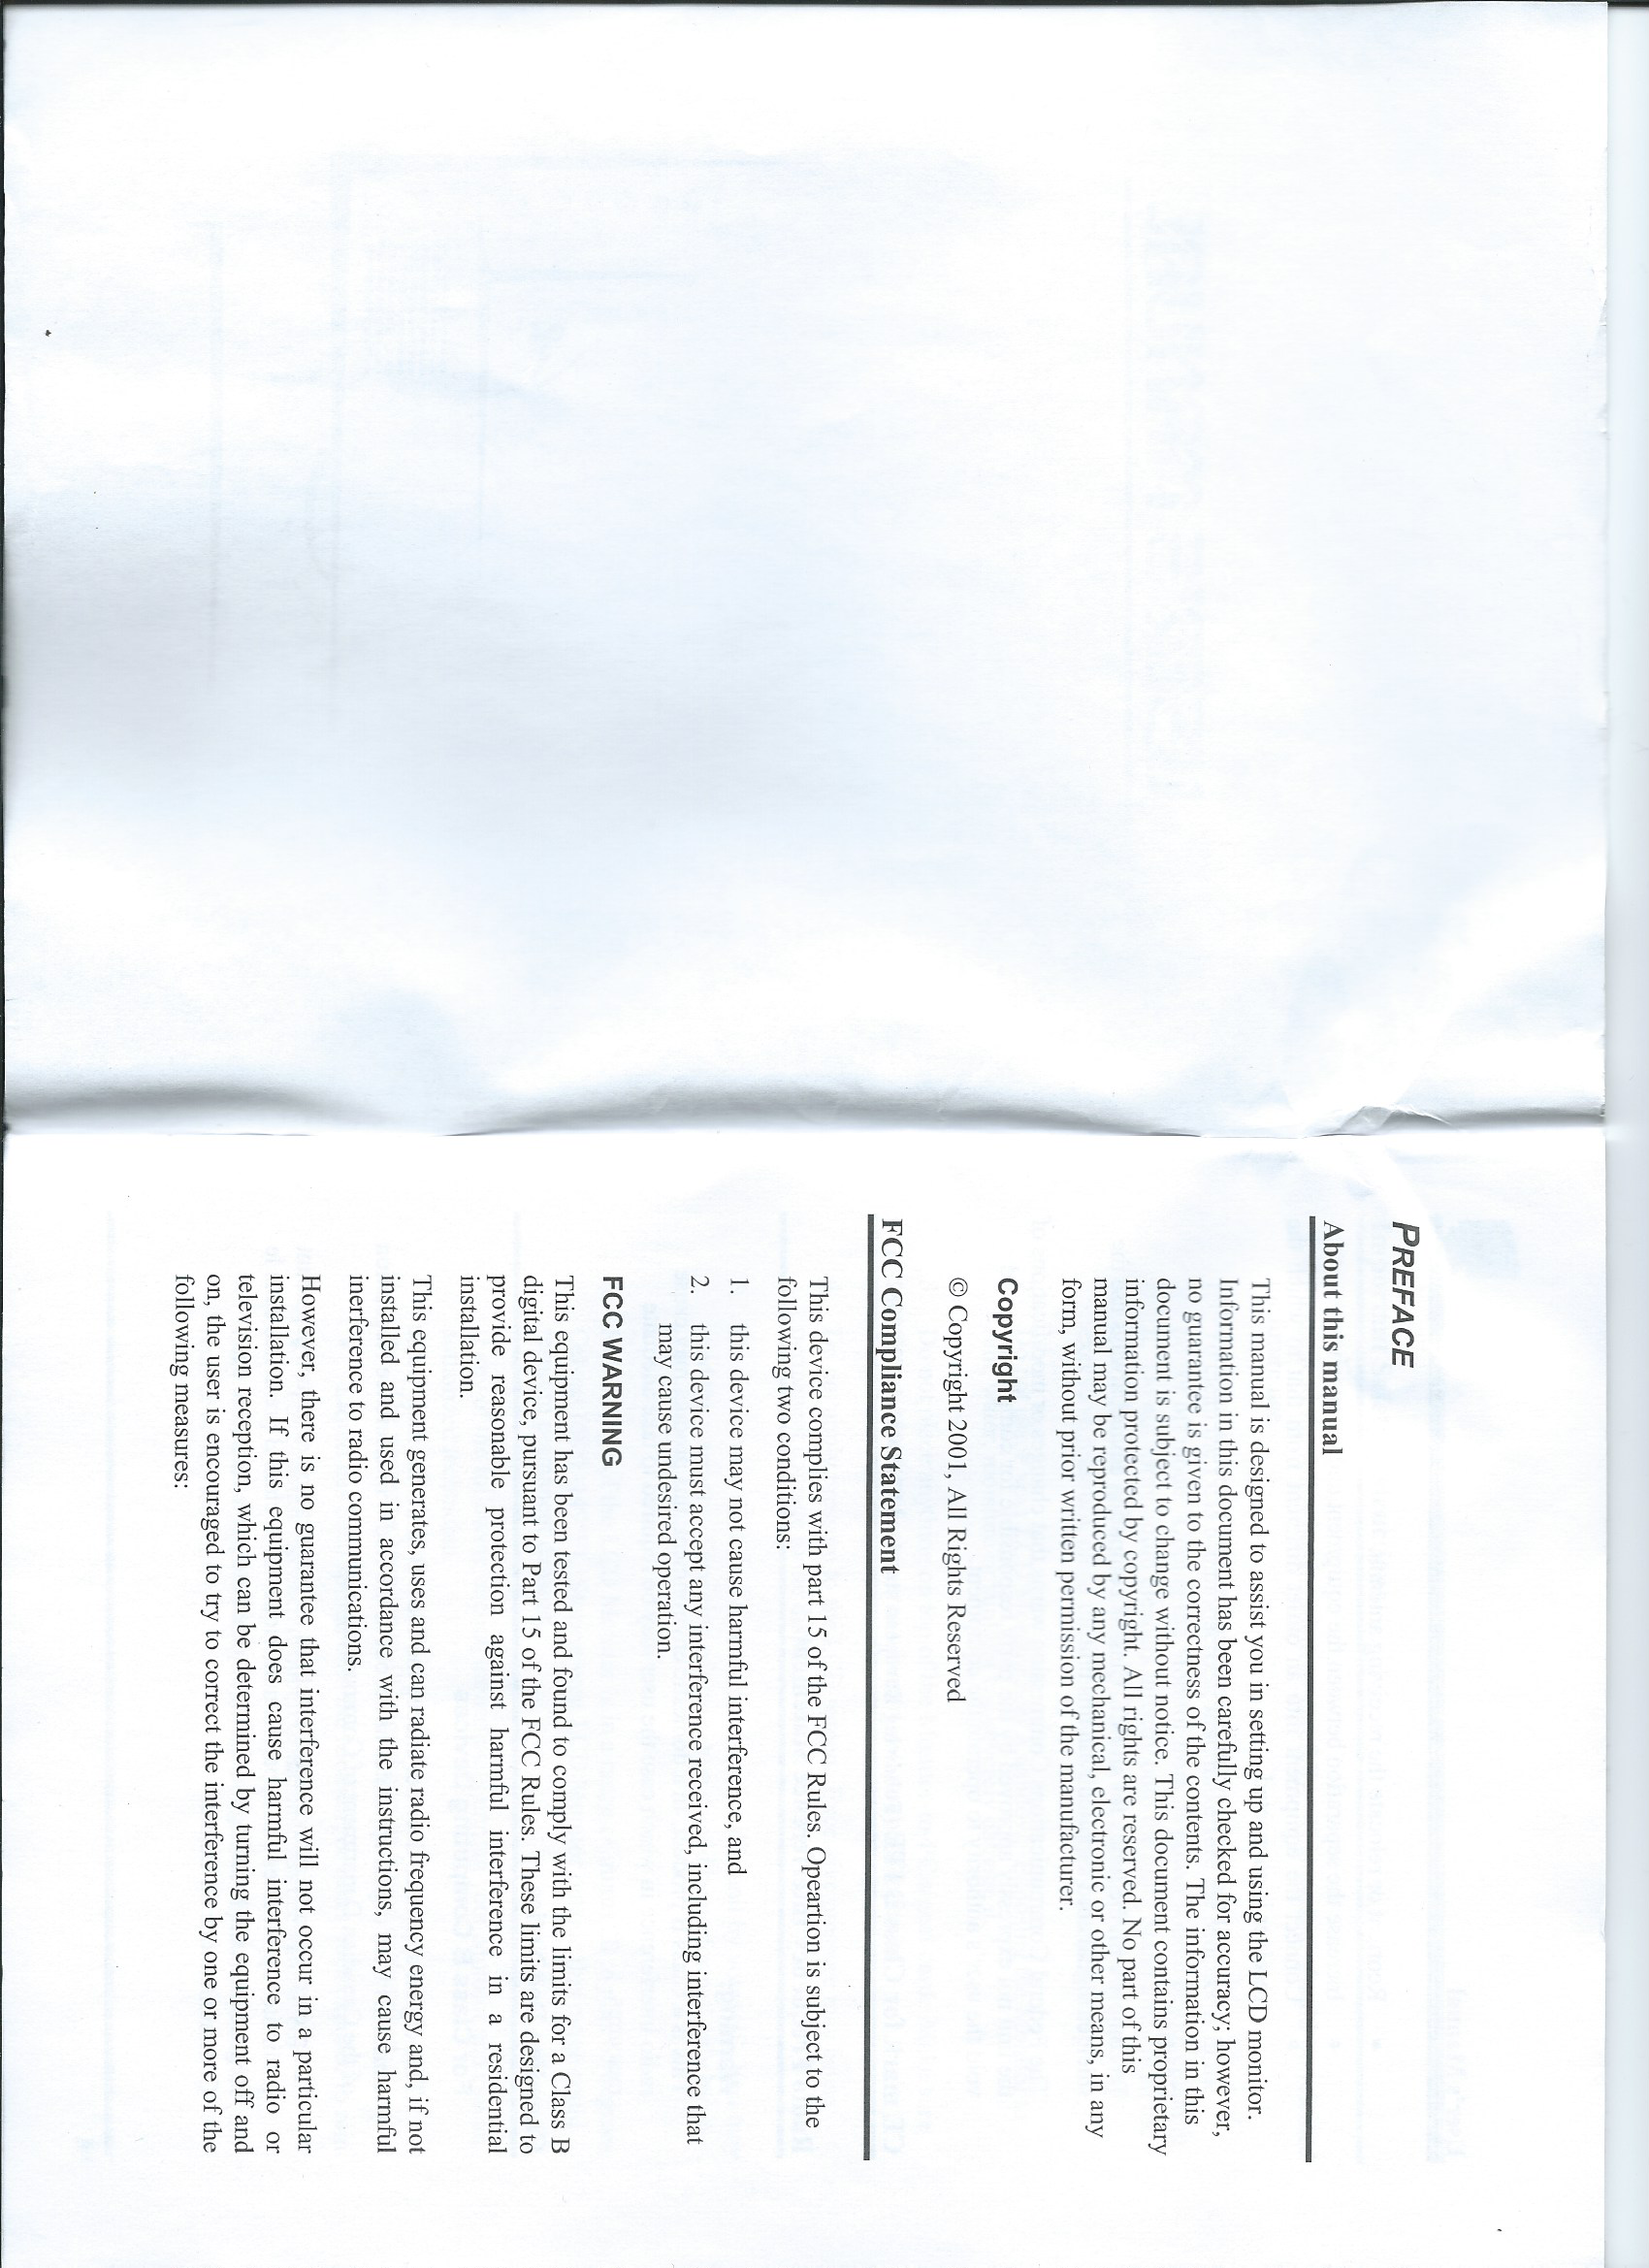 PREFACE
About this manual
This manual is designed to assist you in setting up and using the LCD monitor.
Information in this document has been carefully checked for accuracy; however,
no guarantee is given to the correctness of the contents. The information in this
document is subject to change without notice. This document contains proprietary
information protected by copyright. All rights are reserved. No part of this
manual may be reproduced by any mechanical, electronic or other means, in any
form, without prior written permission of the manufacturer.
Copyright
© Copyright 2001, All Rights Reserved
FCC Compliance Statement
This device complies with part 15 of the FCC Rules. Opeartion is subject to the
following two conditions:
1. this device may not cause harmful interference, and
2. this device must accept any interference received, including interference that
may cause undesired operation.
FCC WARNING
This equipment has been tested and found to comply with the limits for a Class B
digital device, pursuant to Part 15 of the FCC Rules. These limits are designed to
provide reasonable protection against harmful interference in a residential
installation.
This equipment generates, uses and can radiate radio frequency energy and, if not
installed and used in accordance with the instructions, may cause harmful
inerference to radio communications.
However, there is no guarantee that interference will not occur in a particular
installation. If this equipment does cause harmful interference to radio or
television reception, which can be determined by turning the equipment off and
on, the user is encouraged to try to correct the interference by one or more of the
following measures: